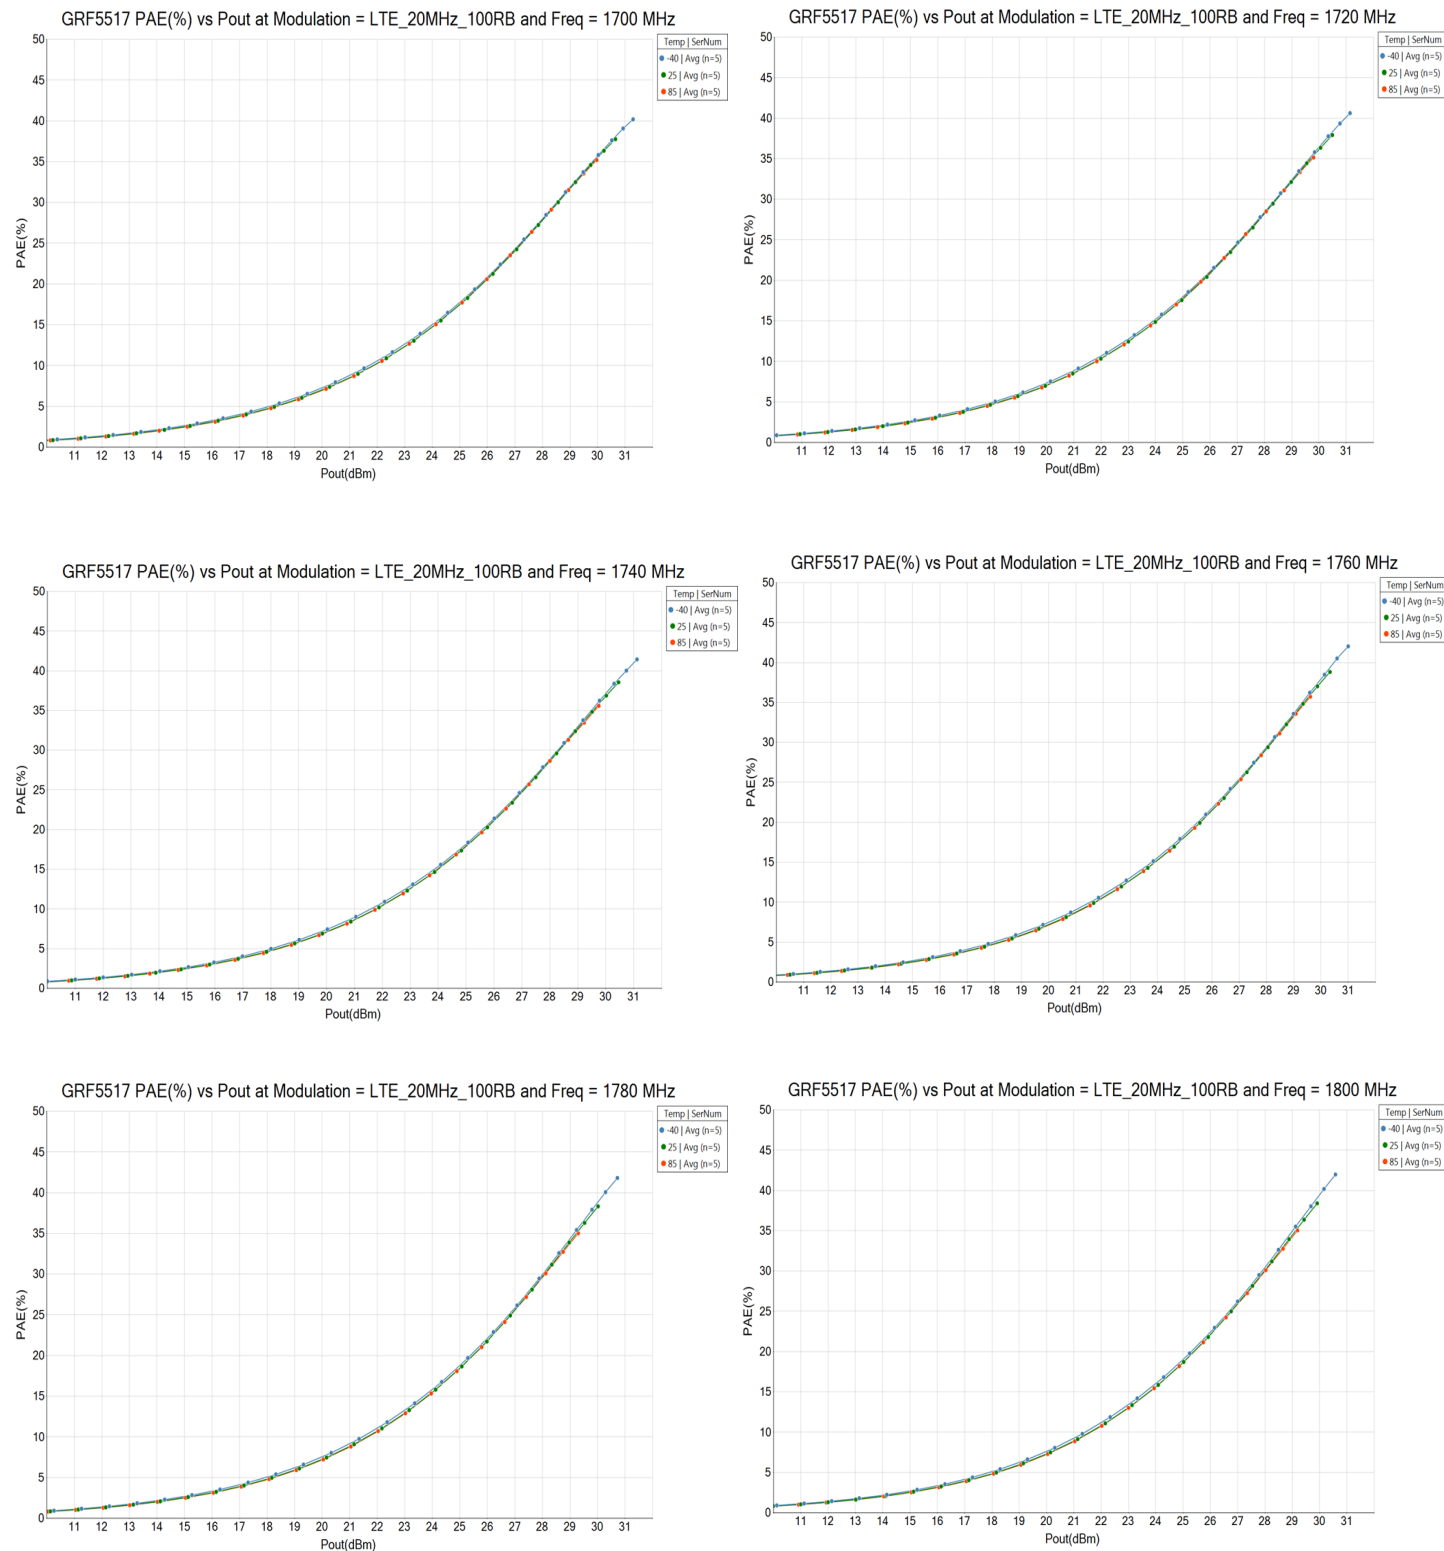 GRF5517 PAE(%) vs Pout at Modulation = LTE_20MHz_100RB and Freq = 1700 MHz
Temp | SerNum
-40 | Avg (n=5)
25 | Avg (n=5)
85 | Avg (n=5)
PAE(%)
50
45
40
35
30
25
20
15
10
5
0
11 12 13 14 15 16 17 18 19 20 21 22 23 24 25 26 27 28 29 30 31
Pout(dBm)
GRF5517 PAE(%) vs Pout at Modulation = LTE_20MHz_100RB and Freq = 1720 MHz
Temp | SerNum
-40 | Avg (n=5)
25 | Avg (n=5)
85 | Avg (n=5)
PAE(%)
50
45
40
35
30
25
20
15
10
5
0
11 12 13 14 15 16 17 18 19 20 21 22 23 24 25 26 27 28 29 30 31
Pout(dBm)
GRF5517 PAE(%) vs Pout at Modulation = LTE_20MHz_100RB and Freq = 1740 MHz
Temp | SerNum
-40 | Avg (n=5)
25 | Avg (n=5)
85 | Avg (n=5)
PAE(%)
50
45
40
35
30
25
20
15
10
5
0
11 12 13 14 15 16 17 18 19 20 21 22 23 24 25 26 27 28 29 30 31
Pout(dBm)
GRF5517 PAE(%) vs Pout at Modulation = LTE_20MHz_100RB and Freq = 1760 MHz
Temp | SerNum
-40 | Avg (n=5)
25 | Avg (n=5)
85 | Avg (n=5)
PAE(%)
50
45
40
35
30
25
20
15
10
5
0
11 12 13 14 15 16 17 18 19 20 21 22 23 24 25 26 27 28 29 30 31
Pout(dBm)
GRF5517 PAE(%) vs Pout at Modulation = LTE_20MHz_100RB and Freq = 1780 MHz
Temp | SerNum
-40 | Avg (n=5)
25 | Avg (n=5)
85 | Avg (n=5)
PAE(%)
50
45
40
35
30
25
20
15
10
5
0
11 12 13 14 15 16 17 18 19 20 21 22 23 24 25 26 27 28 29 30 31
Pout(dBm)
GRF5517 PAE(%) vs Pout at Modulation = LTE_20MHz_100RB and Freq = 1800 MHz
Temp | SerNum
-40 | Avg (n=5)
25 | Avg (n=5)
85 | Avg (n=5)
PAE(%)
50
45
40
35
30
25
20
15
10
5
0
11 12 13 14 15 16 17 18 19 20 21 22 23 24 25 26 27 28 29 30 31
Pout(dBm)